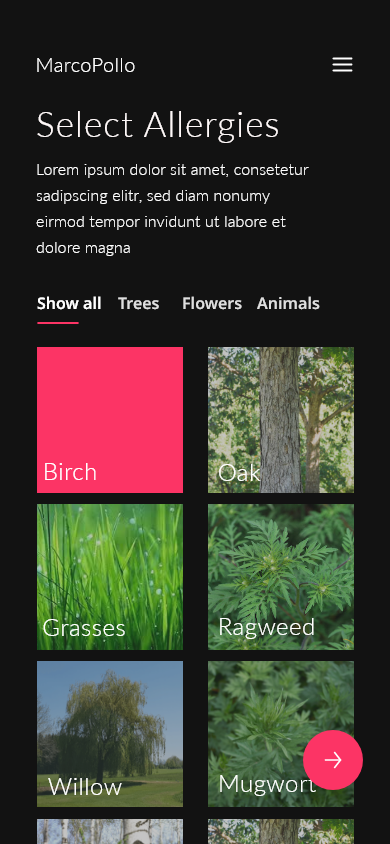 MarcoPollo
Select Allergies
Lorem ipsum dolor sit amet, consetetur
sadipscing elitr, sed diam nonumy
eirmod tempor invidunt ut labore et
dolore magna
Show all Trees Flowers Animals
Birch
Oak
Grasses
Ragweed
Willow
Mugwort